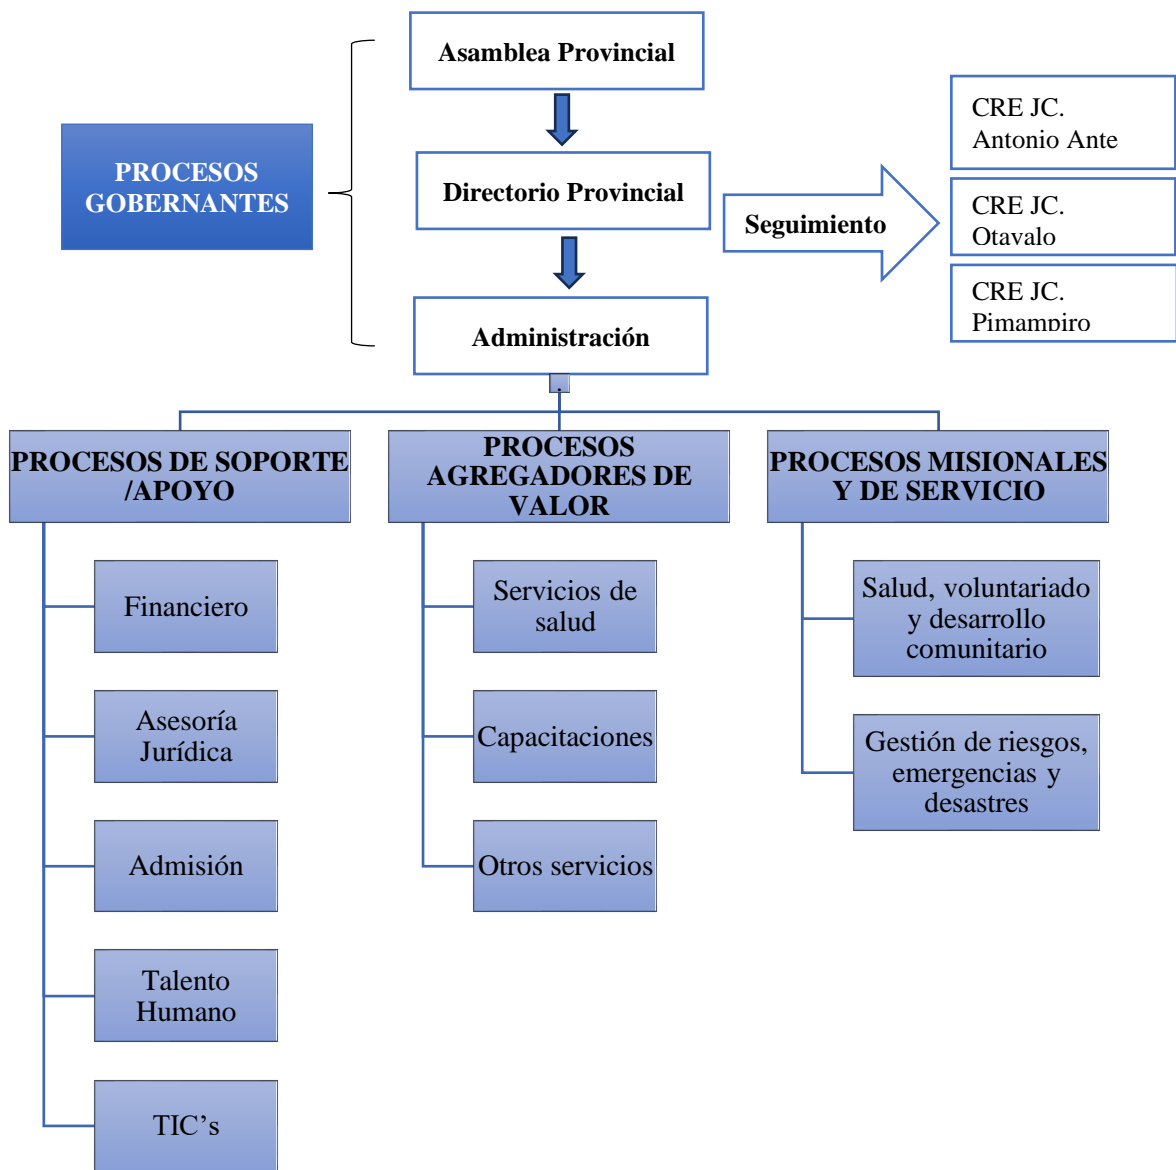 Asamblea Provincial
PROCESOS
GOBERNANTES
Directorio Provincial
Administración
Seguimiento
CRE JC.
Antonio Ante
CRE JC.
Otavalo
CRE JC.
Pimampiro
PROCESOS DE SOPORTE
/APOYO
Financiero
Asesoría
Jurídica
Admisión
Talento
Humano
TIC’s
PROCESOS
AGREGADORES DE
VALOR
Servicios de
salud
Capacitaciones
Otros servicios
PROCESOS MISIONALES
Y DE SERVICIO
Salud, voluntariado
y desarrollo
comunitario
Gestión de riesgos,
emergencias y
desastres